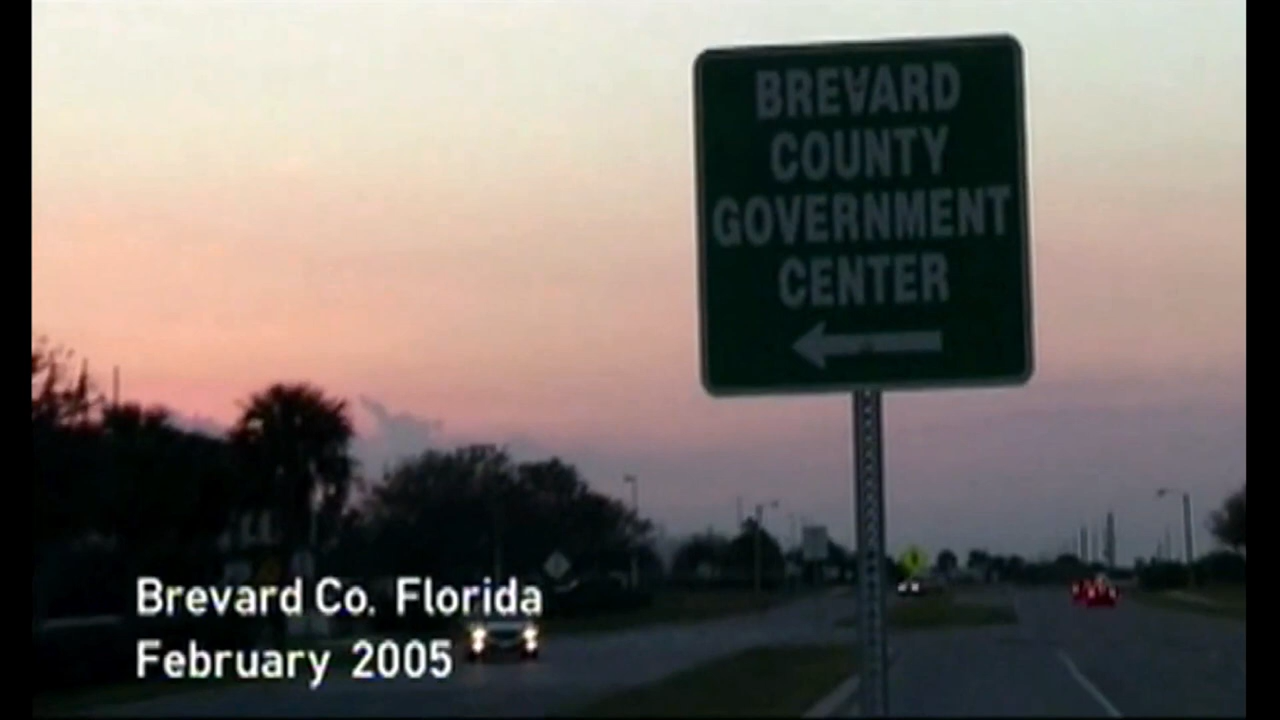 BREVARD
COUNTY
GOVERNMENT
CENTER
Brevard Co. Florida
February 2005